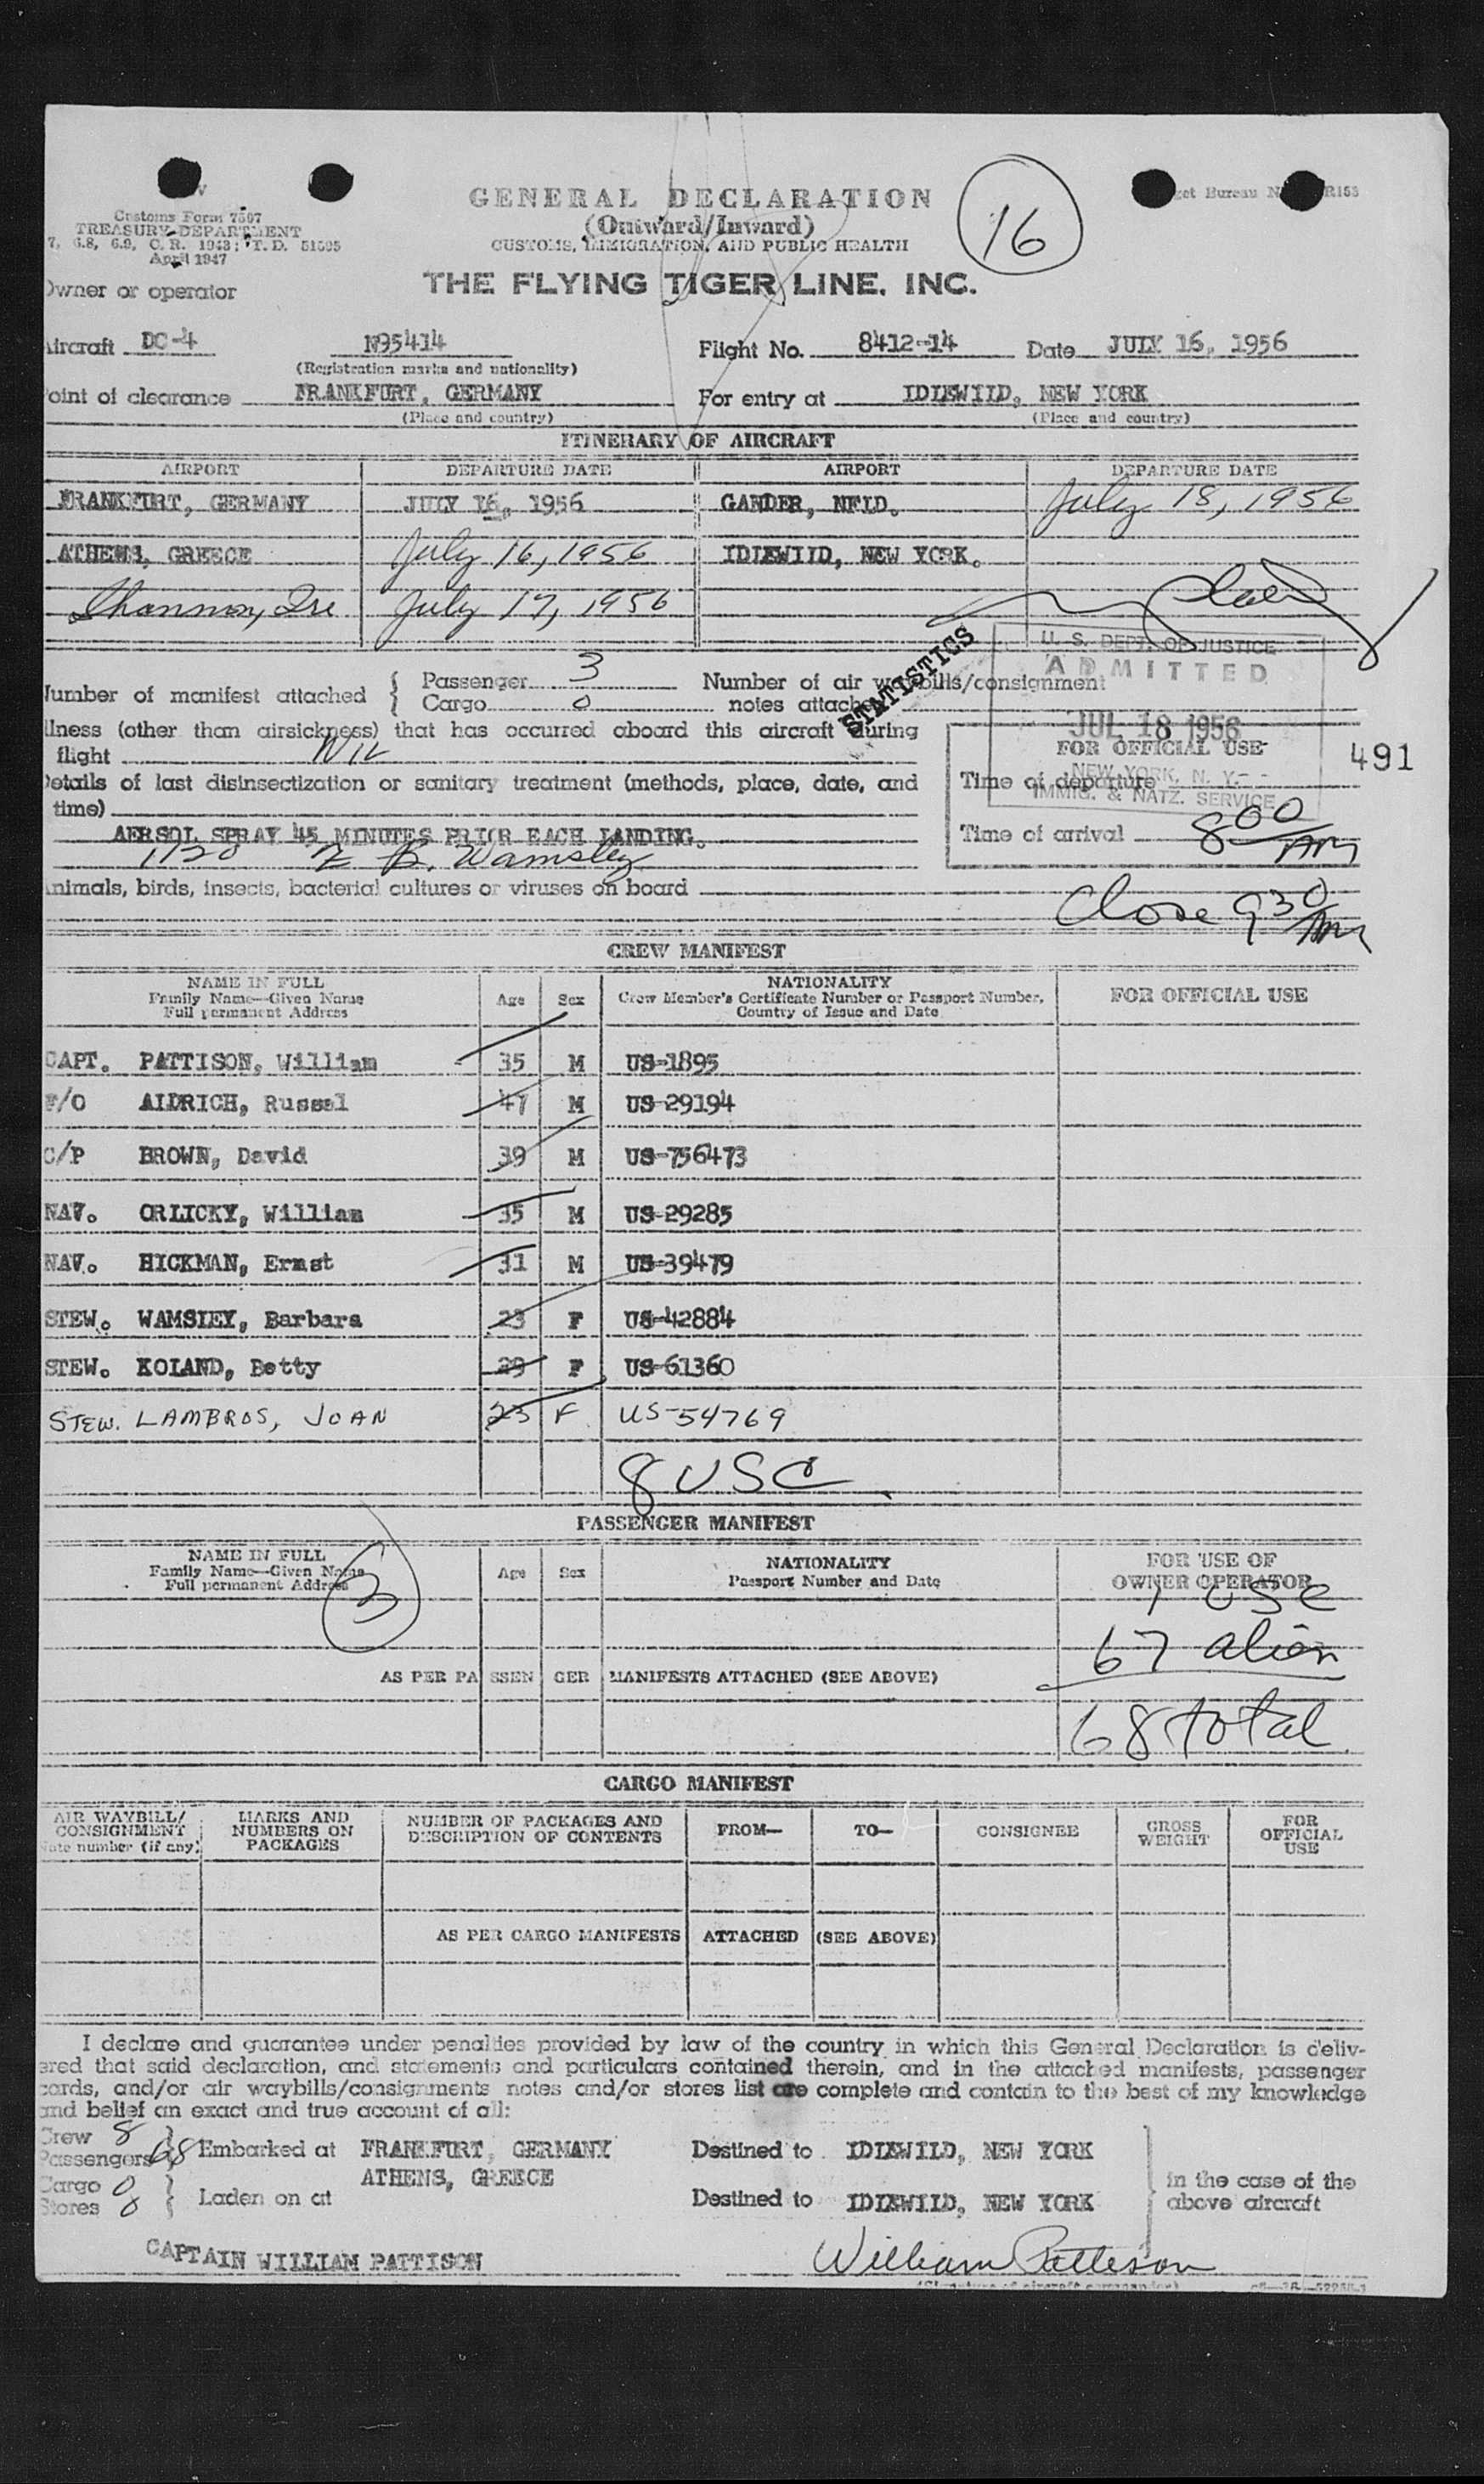 GENERAL DECLARATION
(Outward/Inward)
CUSTOMS, IMMIGRATION, AND PUBLIC HEALTH
16
Customs Form 7507
TREASURY DEPARTMENT
7, 6.8, 6.9, C. R. 1943; T. D. 51505
April 1947
get Bureau N R153
Owner or operator
THE FLYING TIGER LINE, INC.
Aircraft DC-4 N95414 Flight No. 8412-14 Date JULY 16, 1956
(Registration marks and nationality)
Point of clearance FRANKFURT, GERMANY For entry at IDLEWILD, NEW YORK
(Place and country) (Place and country)
ITINERARY OF AIRCRAFT
AIRPORT DEPARTURE DATE AIRPORT DEPARTURE DATE
FRANKFURT, GERMANY JULY 16, 1956 GANDER, NFLD. July 18, 1956
ATHENS, GREECE July 16, 1956 IDLEWILD, NEW YORK.
Shannon, Ire July 17, 1956
STATISTICS
U. S. DEPT. OF JUSTICE
ADMITTED
JUL 18 1956
NEW YORK, N. Y.
IMMIG. & NATZ. SERVICE
Number of manifest attached { Passenger 3 Number of air waybills/consignment
Cargo 0 notes attached
Illness (other than airsickness) that has occurred aboard this aircraft during
flight NIL
FOR OFFICIAL USE
491
Details of last disinsectization or sanitary treatment (methods, place, date, and
time)
Time of departure
AERSOL SPRAY 45 MINUTES PRIOR EACH LANDING.
Time of arrival 8 00 AM
1120 B. Wamsley
Animals, birds, insects, bacterial cultures or viruses on board
Close 9 30 AM
CREW MANIFEST
NAME IN FULL
Family Name—Given Name
Full permanent Address
Age Sex
NATIONALITY
Crew Member's Certificate Number or Passport Number,
Country of Issue and Date
FOR OFFICIAL USE
CAPT. PATTISON, William 35 M US-1895
F/O ALDRICH, Russel 47 M US-29194
C/P BROWN, David 39 M US-756473
NAV. ORLICKY, William 35 M US-29285
NAV. HICKMAN, Ernst 31 M US-39479
STEW. WAMSLEY, Barbara 23 F US-42884
STEW. KOLAND, Betty 29 F US-61360
STEW. LAMBROS, JOAN 23 F US-54769
8 USC
PASSENGER MANIFEST
NAME IN FULL
Family Name—Given Name
Full permanent Address
3
Age Sex
NATIONALITY
Passport Number and Date
FOR USE OF
OWNER OPERATOR
1 USC
67 alien
AS PER PASSENGER MANIFESTS ATTACHED (SEE ABOVE)
68 total
CARGO MANIFEST
AIR WAYBILL/
CONSIGNMENT
Note number (if any)
MARKS AND
NUMBERS ON
PACKAGES
NUMBER OF PACKAGES AND
DESCRIPTION OF CONTENTS
FROM— TO— CONSIGNEE
GROSS
WEIGHT
FOR
OFFICIAL
USE
AS PER CARGO MANIFESTS ATTACHED (SEE ABOVE)
I declare and guarantee under penalties provided by law of the country in which this General Declaration is deliv-
ered that said declaration, and statements and particulars contained therein, and in the attached manifests, passenger
cords, and/or air waybills/consignments notes and/or stores list are complete and contain to the best of my knowledge
and belief an exact and true account of all:
Crew 8
Passengers 68 } Embarked at FRANKFURT, GERMANY Destined to IDLEWILD, NEW YORK
ATHENS, GREECE
in the case of the
above aircraft
Cargo 0
Stores 0 } Laden on at Destined to IDLEWILD, NEW YORK
CAPTAIN WILLIAM PATTISON William Pattison
(Signature of aircraft commander)